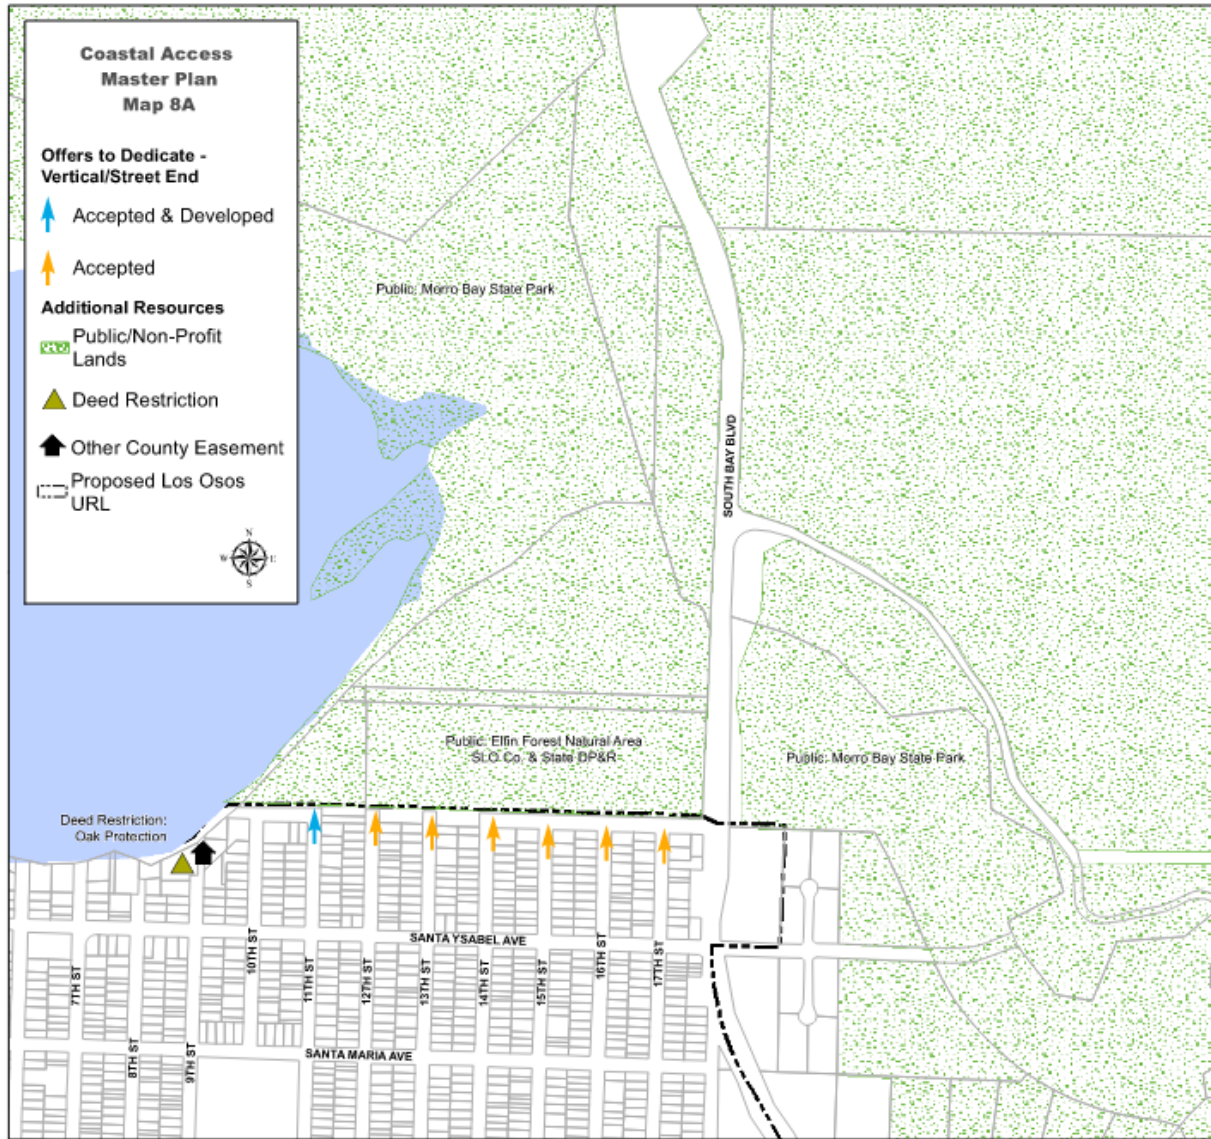 Coastal Access
Master Plan
Map 8A
Offers to Dedicate -
Vertical/Street End
Accepted & Developed
Accepted
Additional Resources
Public/Non-Profit
Lands
Deed Restriction
Other County Easement
Proposed Los Osos
URL
N
W
E
S
Public: Morro Bay State Park
SOUTH BAY BLVD
Public: Elfin Forest Natural Area
SLO Co. & State DP&R
Public: Morro Bay State Park
Deed Restriction:
Oak Protection
SANTA YSABEL AVE
7TH ST
8TH ST
9TH ST
10TH ST
11TH ST
12TH ST
13TH ST
14TH ST
15TH ST
16TH ST
17TH ST
SANTA MARIA AVE